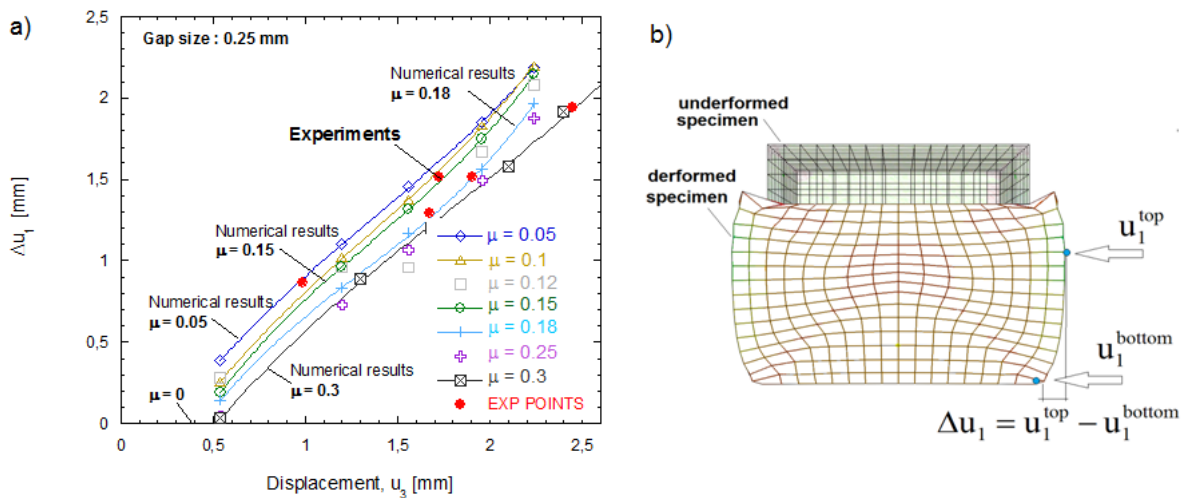 a)
Gap size : 0.25 mm
Numerical results
μ = 0.18
Experiments
Numerical results
μ = 0.15
Numerical results
μ = 0.05
Numerical results
μ = 0.3
μ = 0
μ = 0.05
μ = 0.1
μ = 0.12
μ = 0.15
μ = 0.18
μ = 0.25
μ = 0.3
EXP POINTS
2,5
2
1,5
1
0,5
0
0
0,5
1
1,5
2
2,5
Δu₁ [mm]
Displacement, u₃ [mm]
b)
underformed
specimen
derformed
specimen
u₁ᵗᵒᵖ
u₁ᵇᵒᵗᵗᵒᵐ
Δu₁ = u₁ᵗᵒᵖ − u₁ᵇᵒᵗᵗᵒᵐ